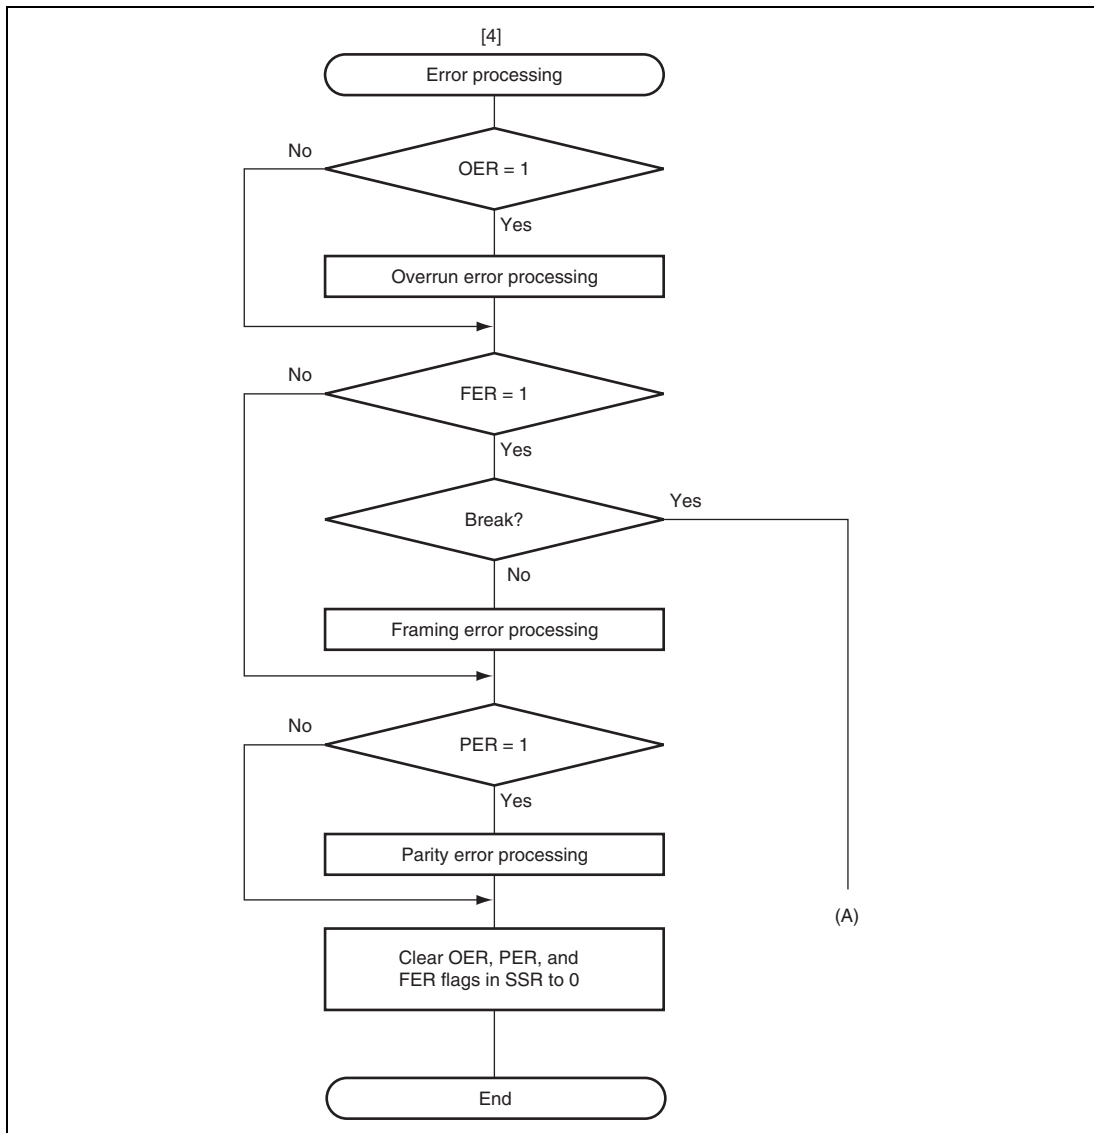 [4]
Error processing
No
OER = 1
Yes
Overrun error processing
No
FER = 1
Yes
Break?
Yes
No
Framing error processing
No
PER = 1
Yes
Parity error processing
(A)
Clear OER, PER, and
FER flags in SSR to 0
End